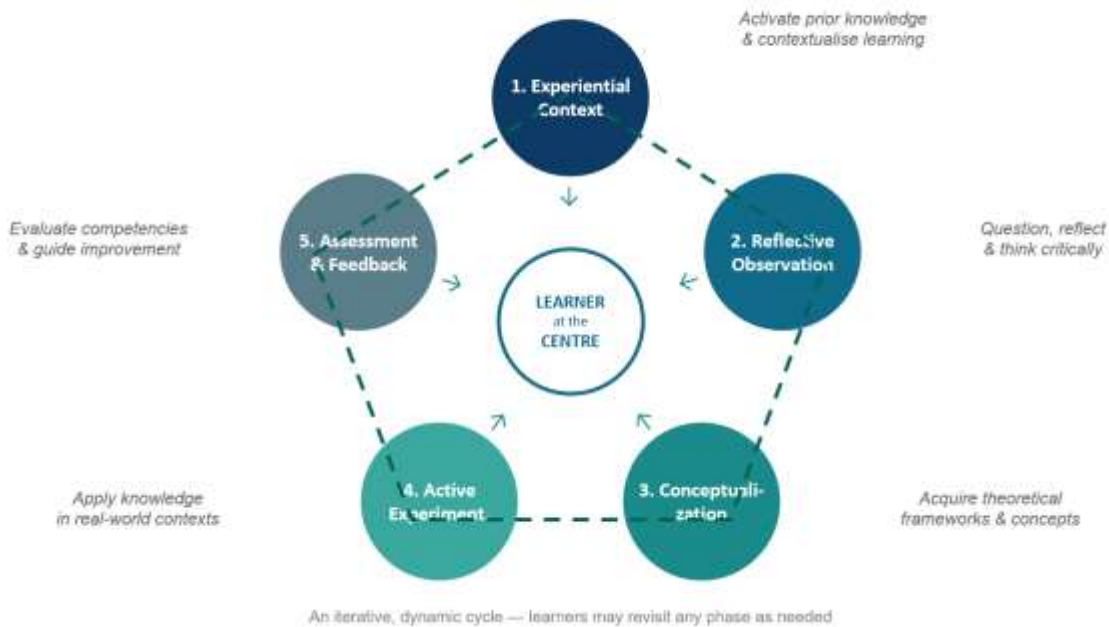 Activate prior knowledge
& contextualise learning
1. Experiential
Context
Evaluate competencies
& guide improvement
5. Assessment
& Feedback
2. Reflective
Observation
Question, reflect
& think critically
LEARNER
at the
CENTRE
Apply knowledge
in real-world contexts
4. Active
Experiment
3. Conceptuali-
zation
Acquire theoretical
frameworks & concepts
An iterative, dynamic cycle — learners may revisit any phase as needed